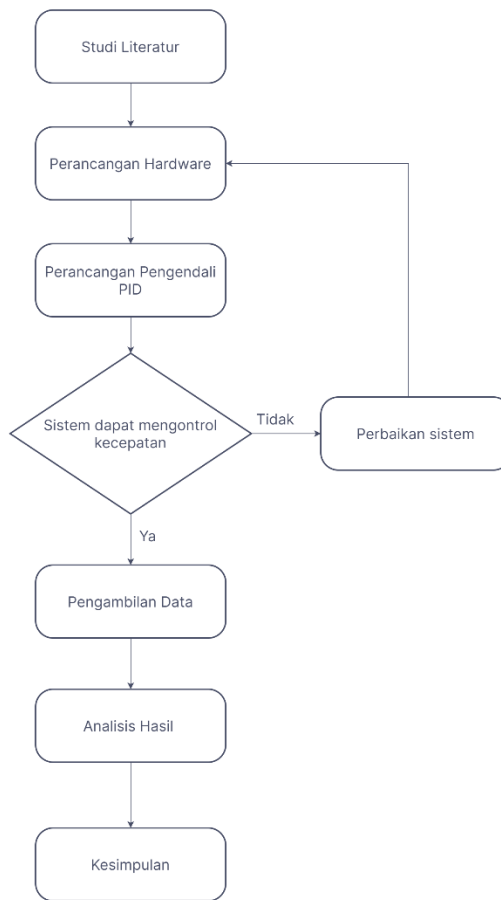 Studi Literatur
Perancangan Hardware
Perancangan Pengendali
PID
Sistem dapat mengontrol
kecepatan
Tidak
Perbaikan sistem
Ya
Pengambilan Data
Analisis Hasil
Kesimpulan